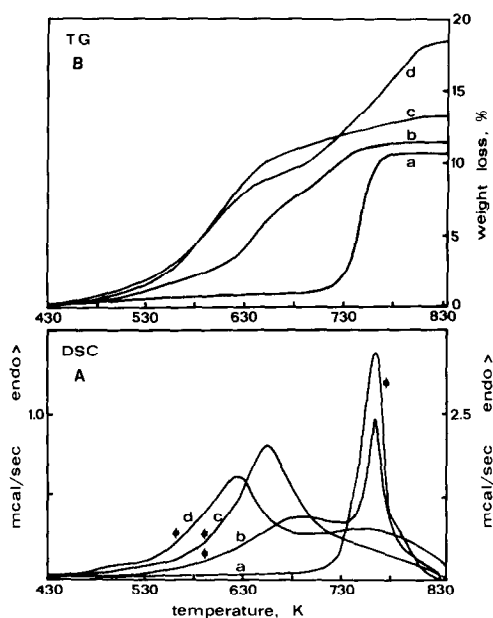 TG
B
20
15
10
5
0
weight loss, %
d
c
b
a
430 530 630 730 830
DSC
A
endo>
mcal/sec
1.0
endo>
mcal/sec
2.5
ϕ
d
c
b
a
ϕ
ϕ
ϕ
430 530 630 730 830
temperature, K